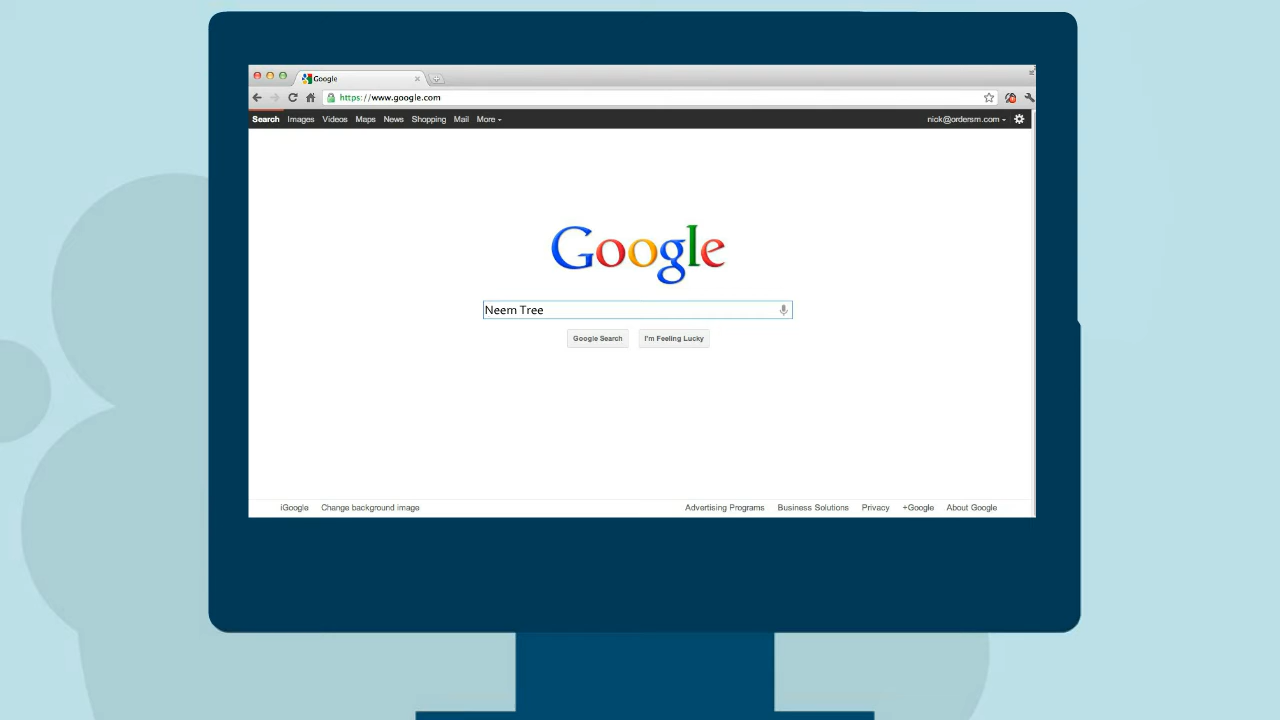 Google
https://www.google.com
Search Images Videos Maps News Shopping Mail More
nick@ordersm.com
Google
Neem Tree
Google Search I'm Feeling Lucky
iGoogle Change background image Advertising Programs Business Solutions Privacy +Google About Google